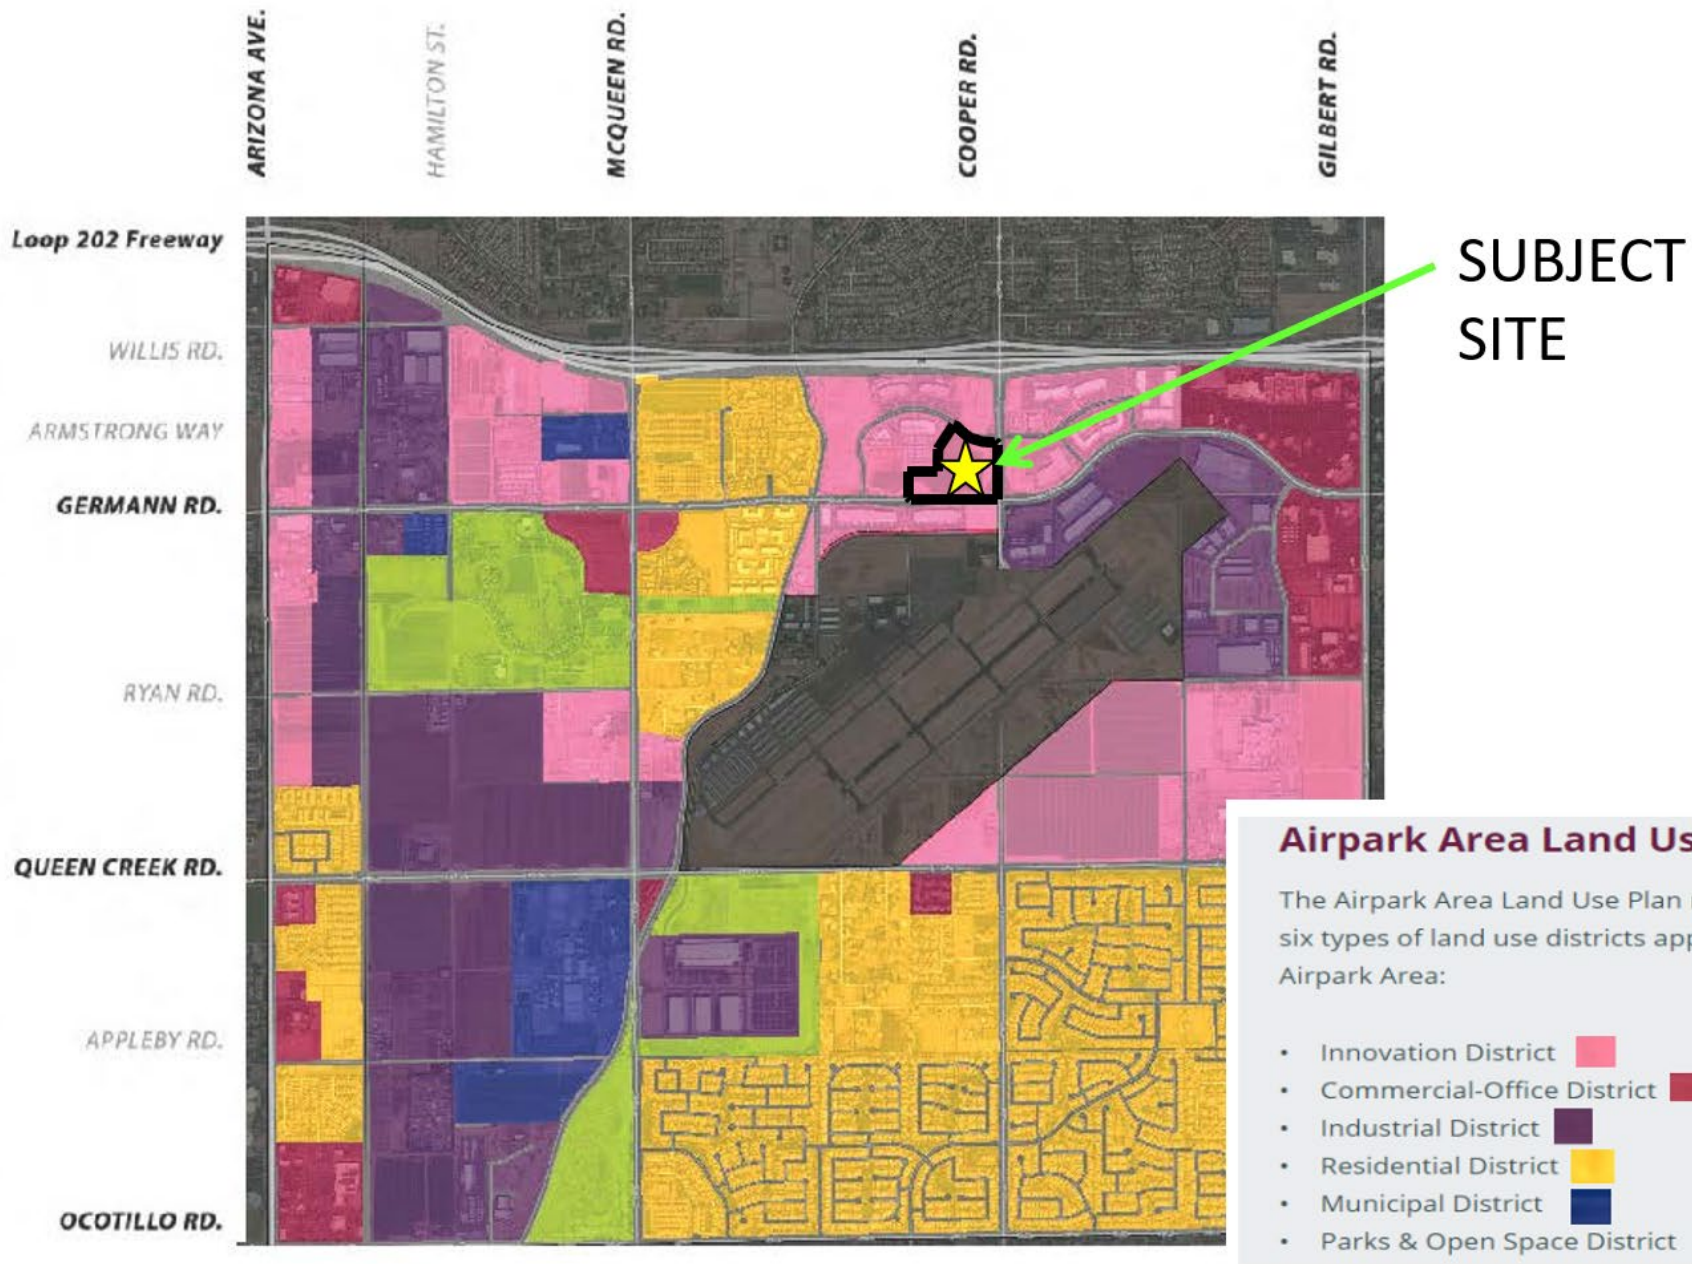 ARIZONA AVE.
HAMILTON ST.
MCQUEEN RD.
COOPER RD.
GILBERT RD.
Loop 202 Freeway
WILLIS RD.
ARMSTRONG WAY
GERMANN RD.
RYAN RD.
QUEEN CREEK RD.
APPLEBY RD.
OCOTILLO RD.
SUBJECT
SITE
Airpark Area Land Us
The Airpark Area Land Use Plan
six types of land use districts app
Airpark Area:
• Innovation District
• Commercial-Office District
• Industrial District
• Residential District
• Municipal District
• Parks & Open Space District